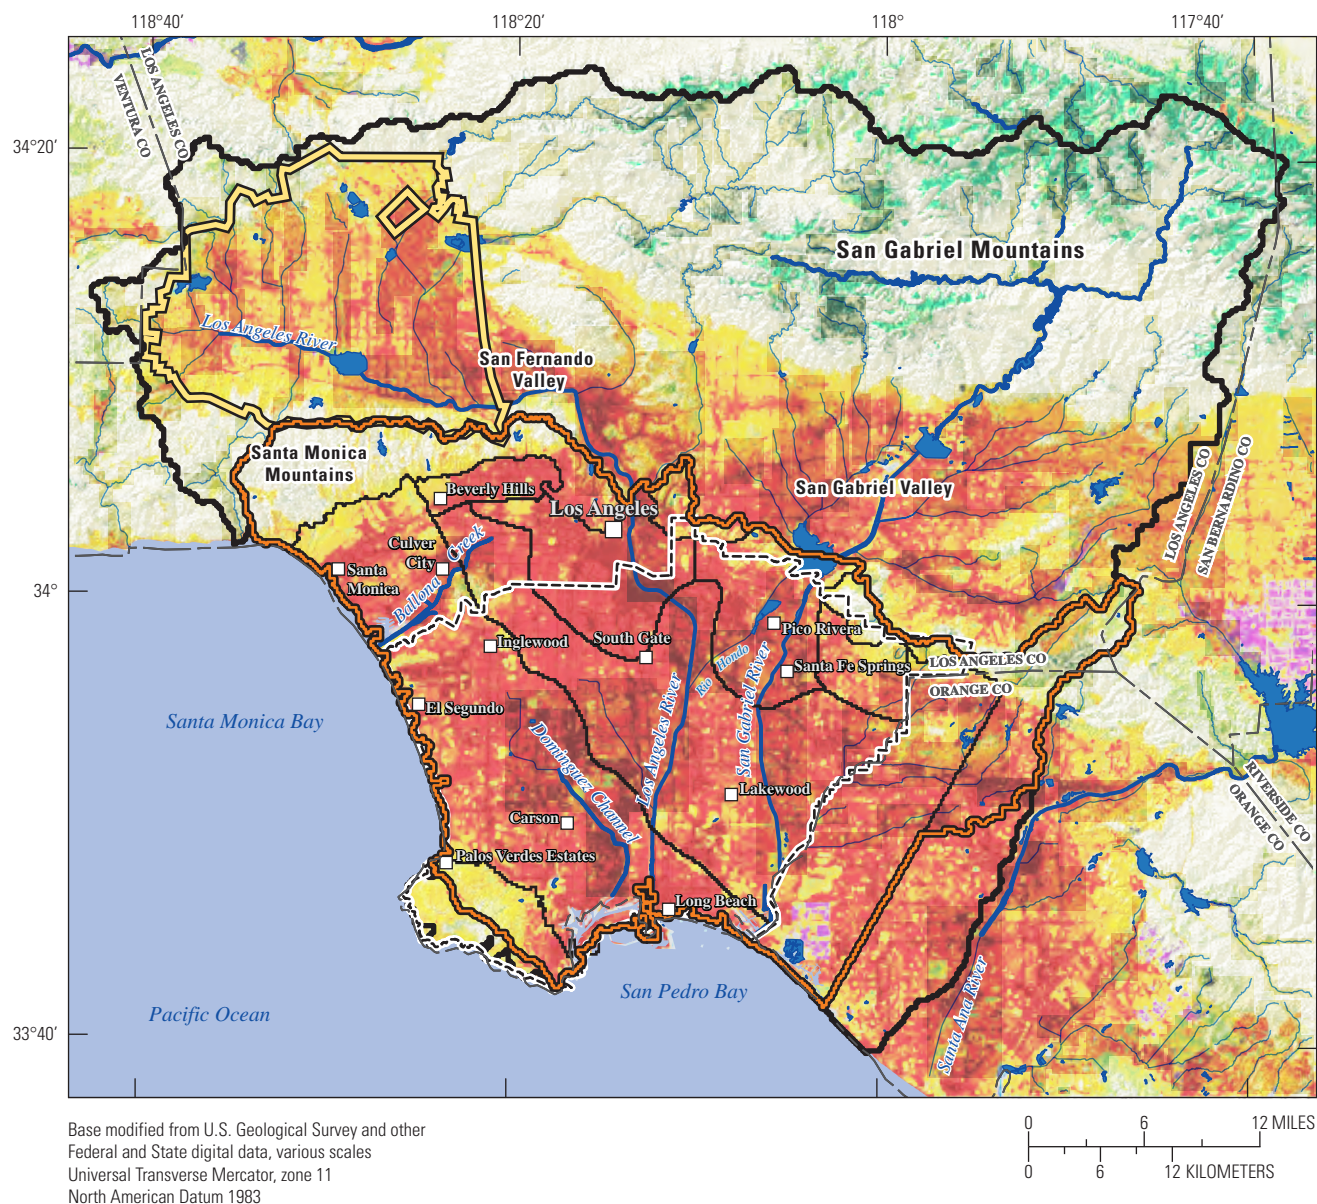 118°40'
118°20'
118°
117°40'
LOS ANGELES CO
VENTURA CO
34°20'
San Gabriel Mountains
Los Angeles River
San Fernando
Valley
Santa Monica
Mountains
San Gabriel Valley
LOS ANGELES CO
SAN BERNARDINO CO
Beverly Hills
Los Angeles
Culver
City
Ballona Creek
Santa
Monica
34°
Inglewood
South Gate
Rio Hondo
Pico Rivera
Santa Fe Springs
LOS ANGELES CO
ORANGE CO
San Gabriel River
Los Angeles River
Santa Monica Bay
El Segundo
Dominguez Channel
Lakewood
Carson
RIVERSIDE CO
ORANGE CO
Palos Verdes Estates
Long Beach
San Pedro Bay
Santa Ana River
Pacific Ocean
33°40'
Base modified from U.S. Geological Survey and other
Federal and State digital data, various scales
Universal Transverse Mercator, zone 11
North American Datum 1983
0 6 12 MILES
0 6 12 KILOMETERS